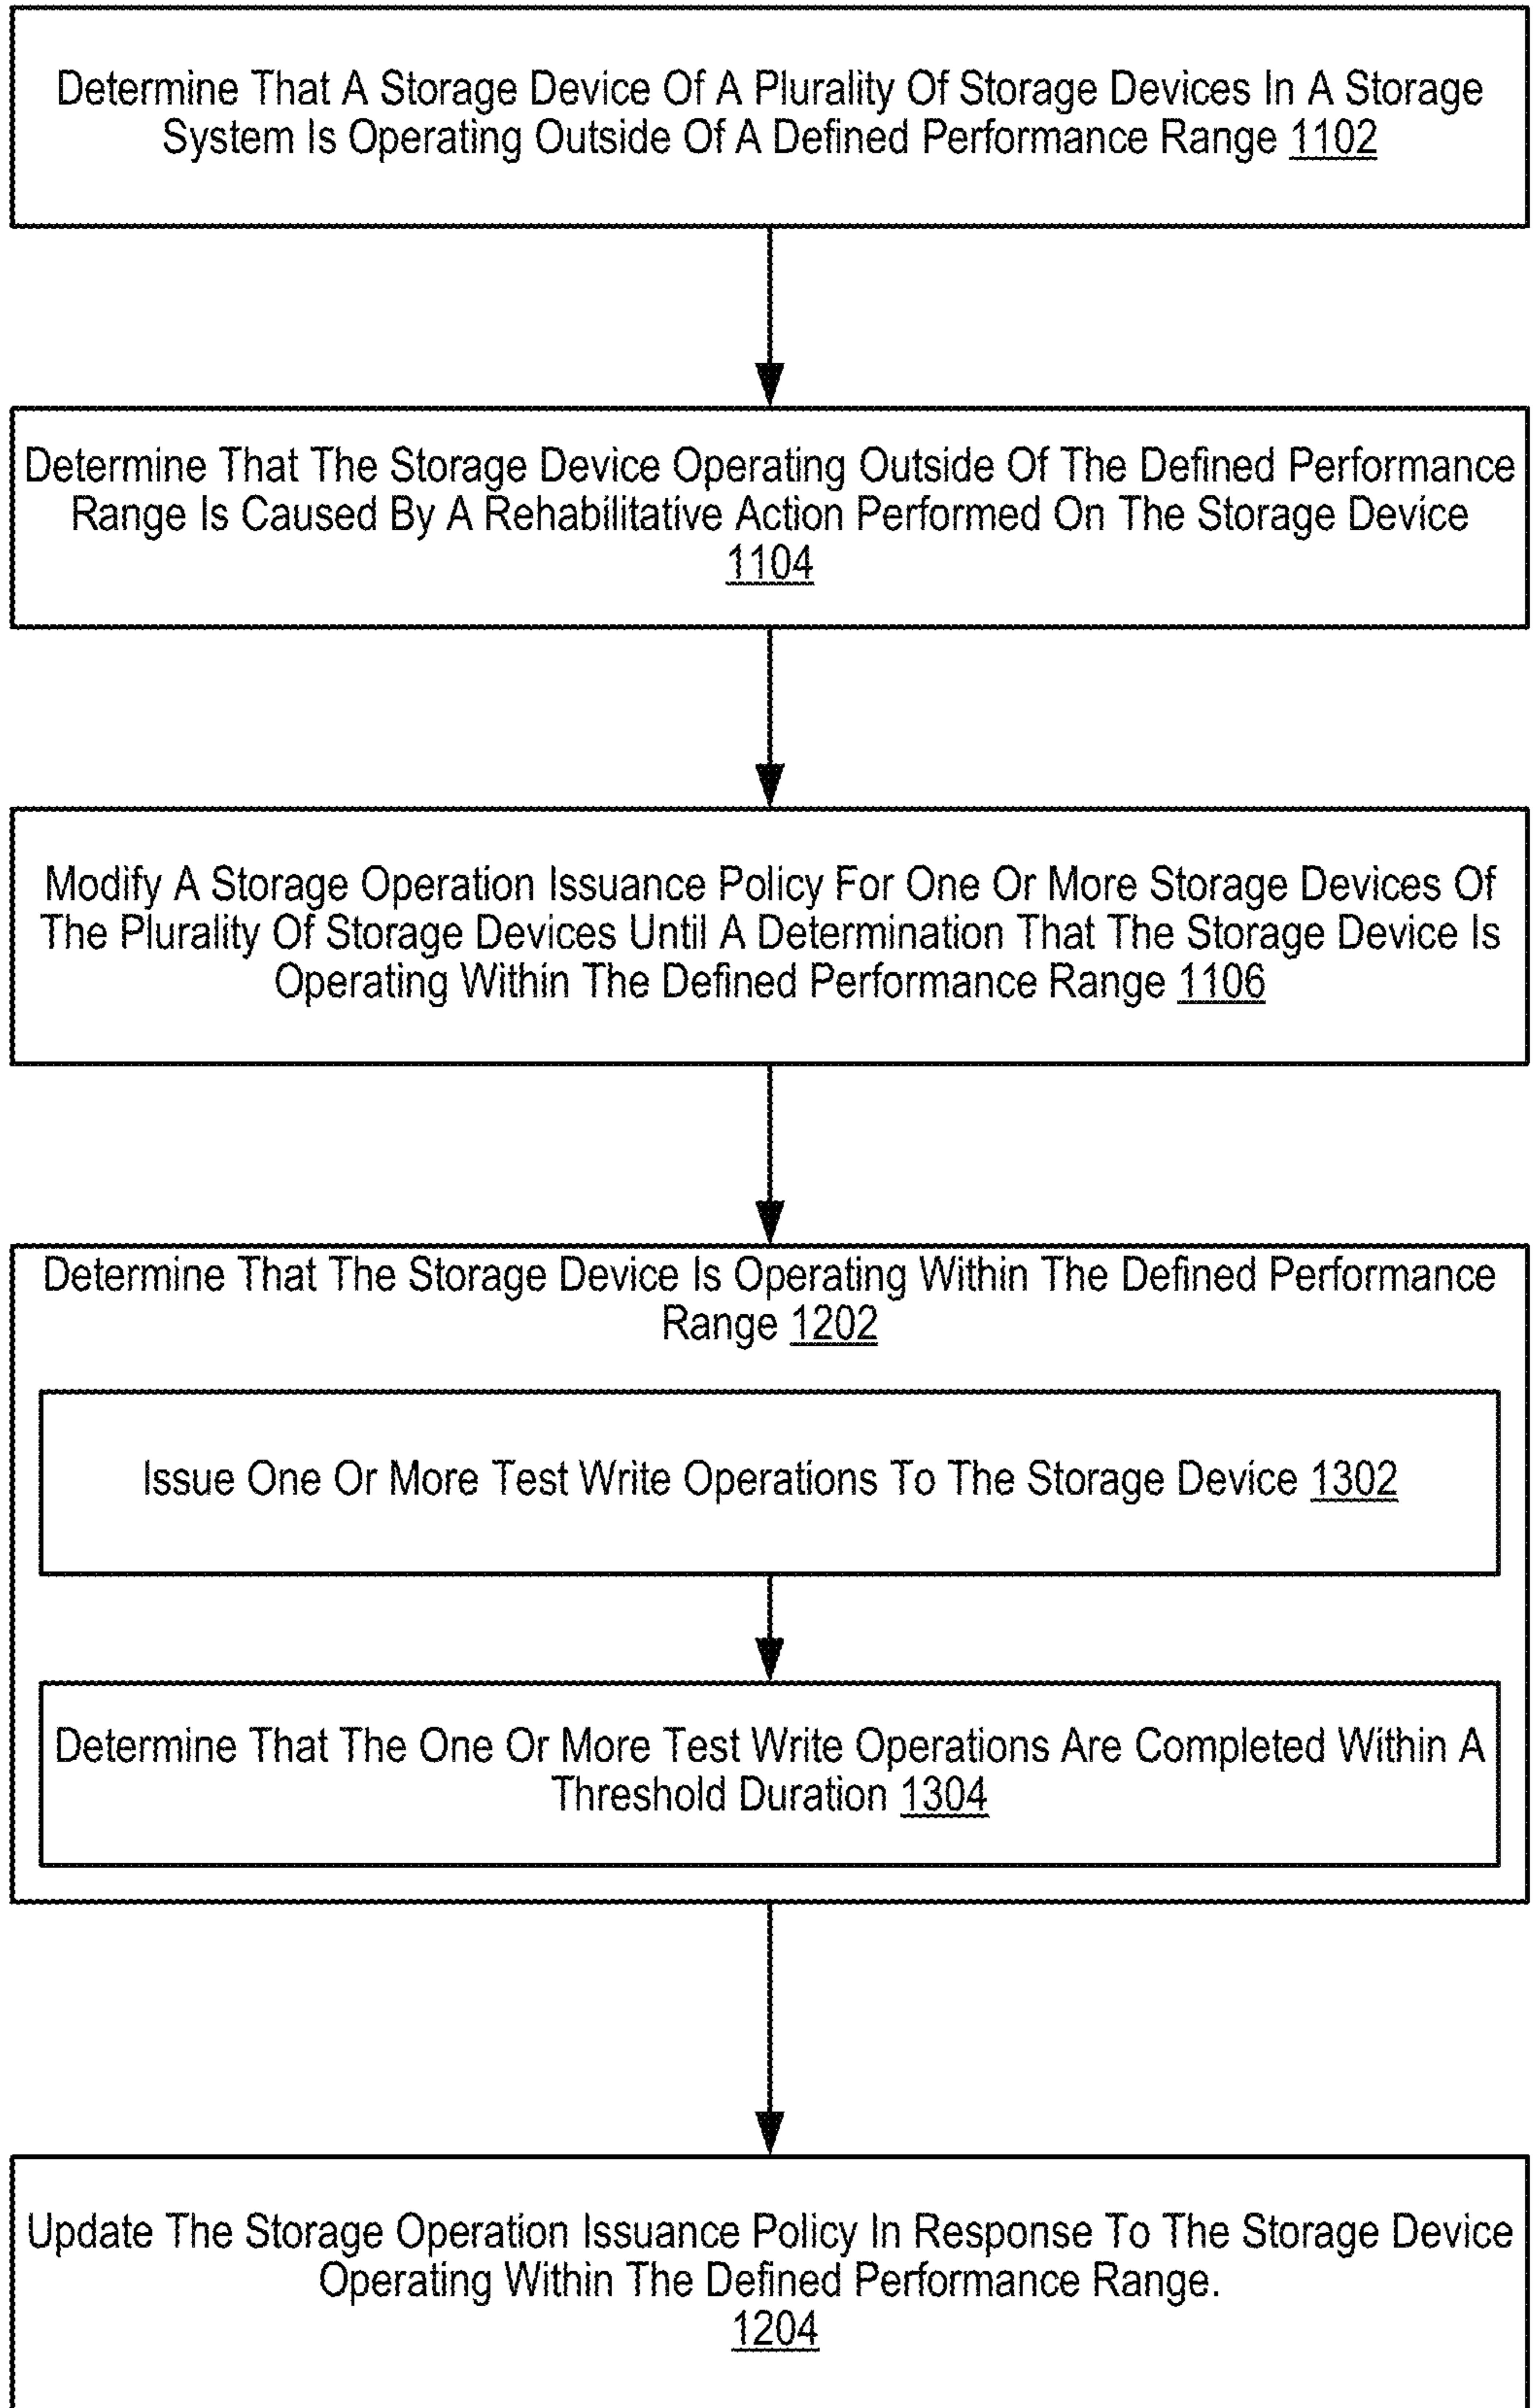 Determine That A Storage Device Of A Plurality Of Storage Devices In A Storage
System Is Operating Outside Of A Defined Performance Range 1102
Determine That The Storage Device Operating Outside Of The Defined Performance
Range Is Caused By A Rehabilitative Action Performed On The Storage Device
1104
Modify A Storage Operation Issuance Policy For One Or More Storage Devices Of
The Plurality Of Storage Devices Until A Determination That The Storage Device Is
Operating Within The Defined Performance Range 1106
Determine That The Storage Device Is Operating Within The Defined Performance
Range 1202
Issue One Or More Test Write Operations To The Storage Device 1302
Determine That The One Or More Test Write Operations Are Completed Within A
Threshold Duration 1304
Update The Storage Operation Issuance Policy In Response To The Storage Device
Operating Within The Defined Performance Range.
1204